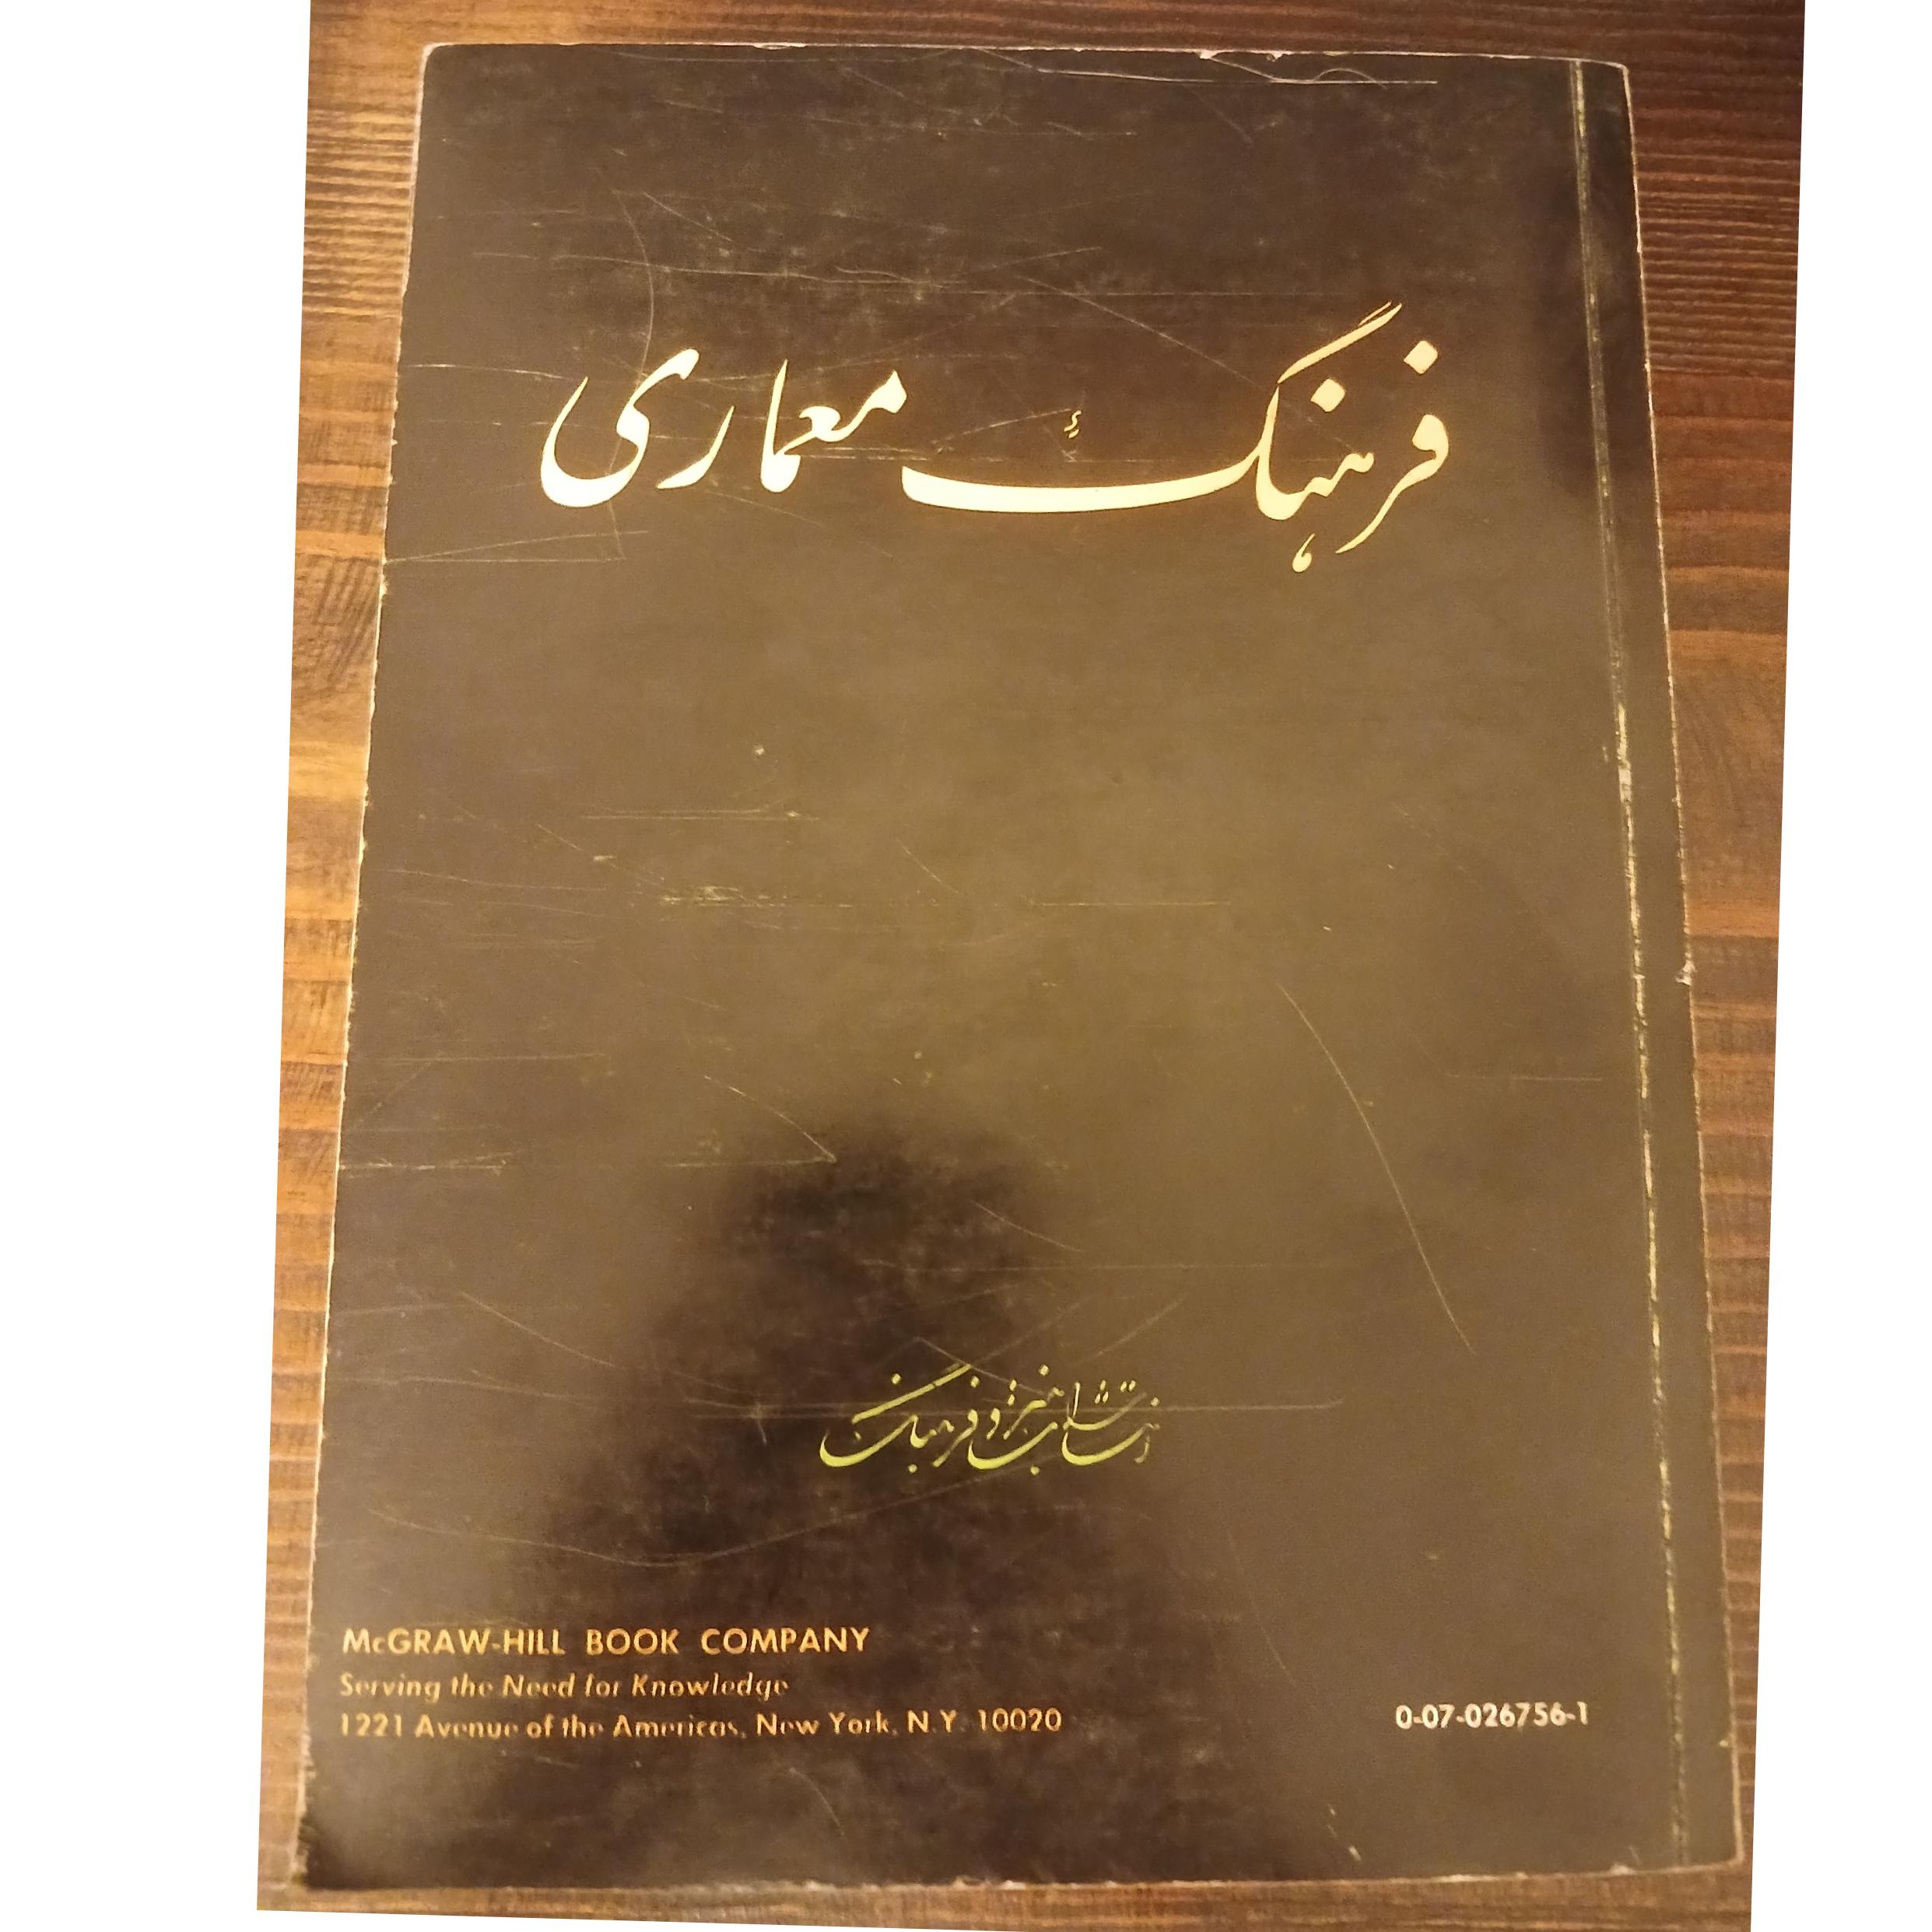 فرهنگ معماری
انتشارات هنر و فرهنگ
McGRAW-HILL BOOK COMPANY
Serving the Need for Knowledge
1221 Avenue of the Americas, New York, N.Y. 10020
0-07-026756-1